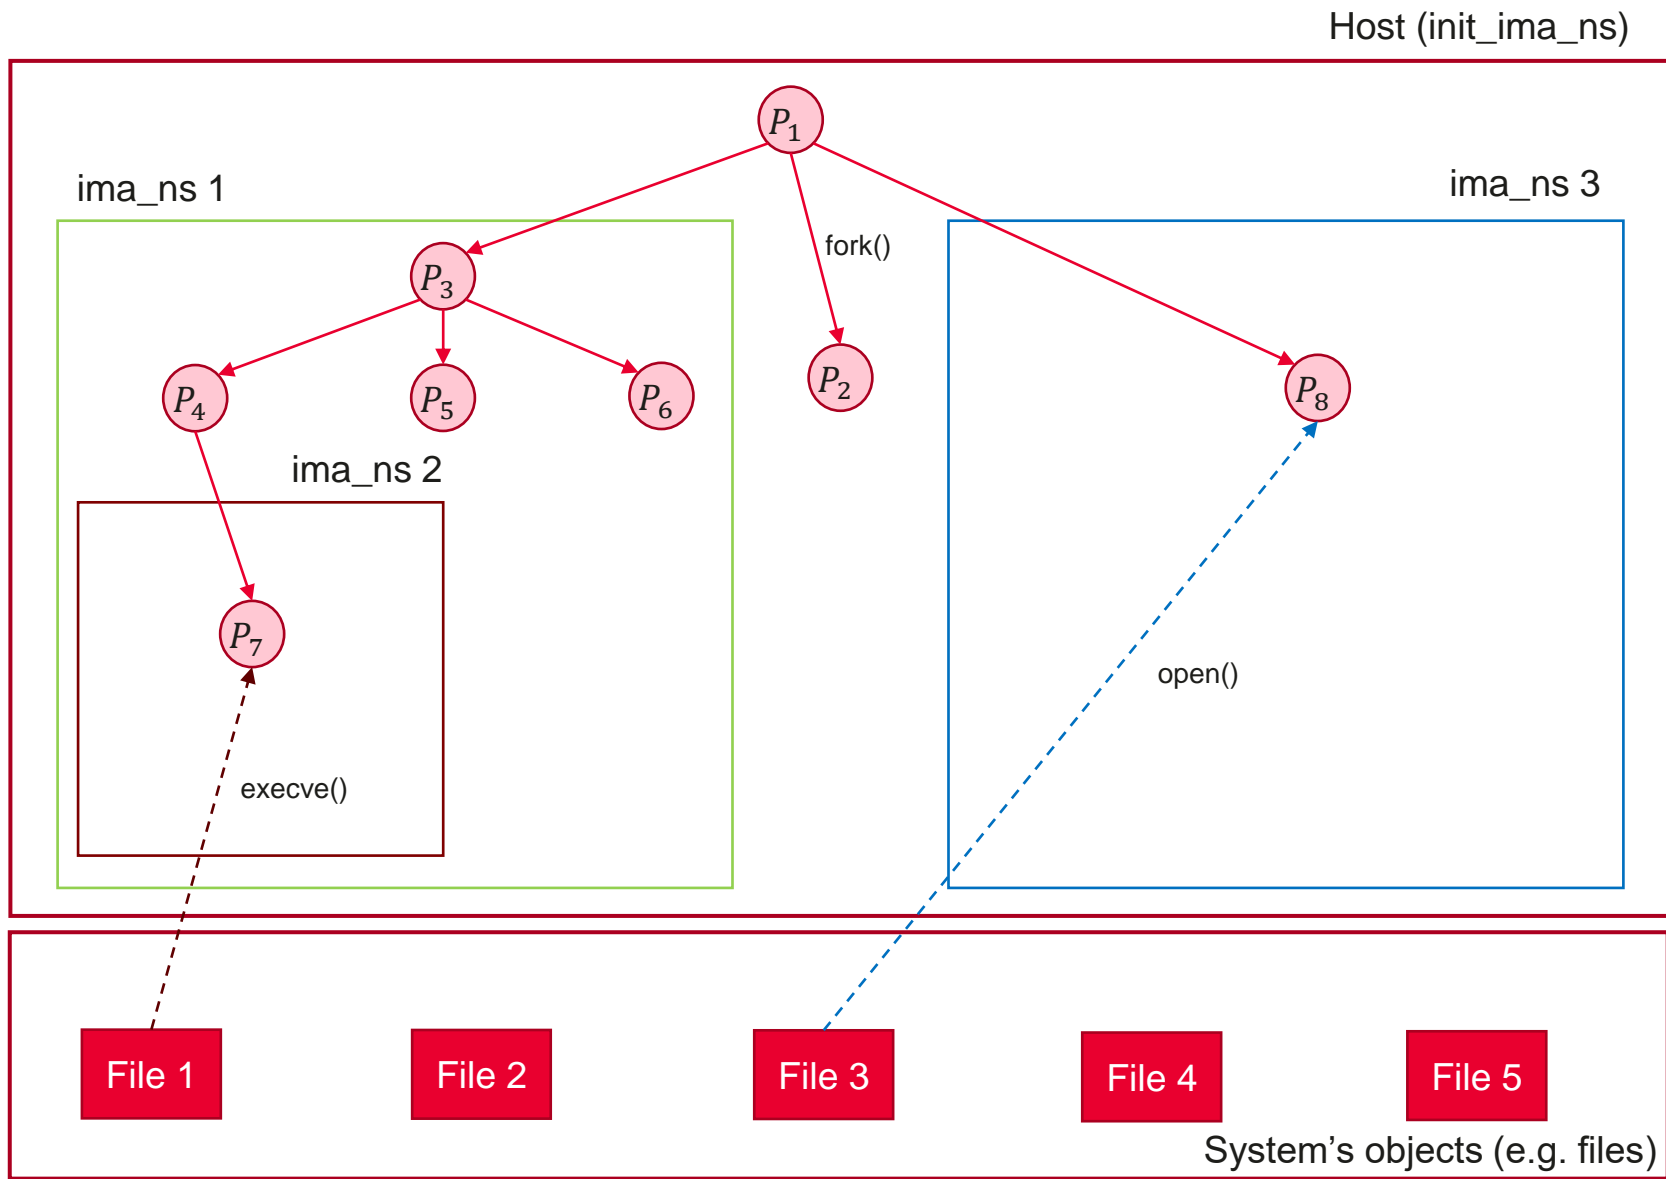 Host (init_ima_ns)
P₁
ima_ns 1
ima_ns 3
fork()
P₃
P₄
P₅
P₆
P₂
P₈
ima_ns 2
P₇
open()
execve()
File 1
File 2
File 3
File 4
File 5
System’s objects (e.g. files)